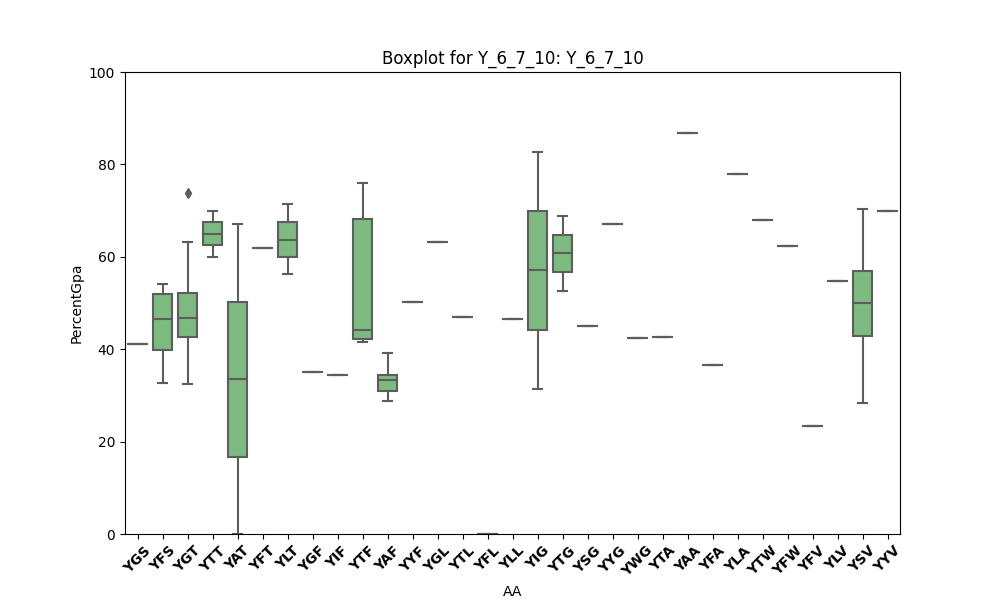 Boxplot for Y_6_7_10: Y_6_7_10
100
80
60
40
20
0
PercentGpa
YGS YFS YGT YTT YAT YFT YLT YGF YIF YTF YAF YYF YGL YTL YFL YLL YIG YTG YSG YYG YWG YTA YAA YFA YLA YTW YFW YFV YLV YSV YYV
AA